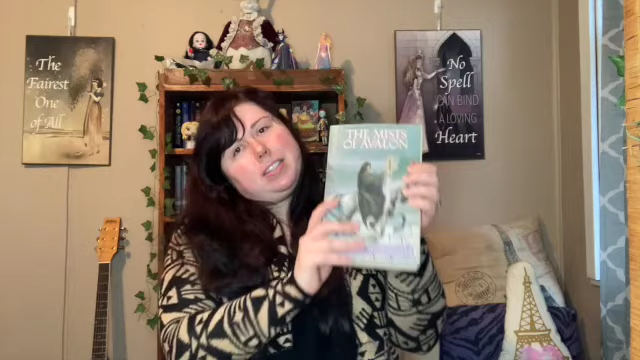 The
Fairest
One
of all
No
Spell
CAN BIND
A LOVING
Heart
THE MISTS
OF AVALON